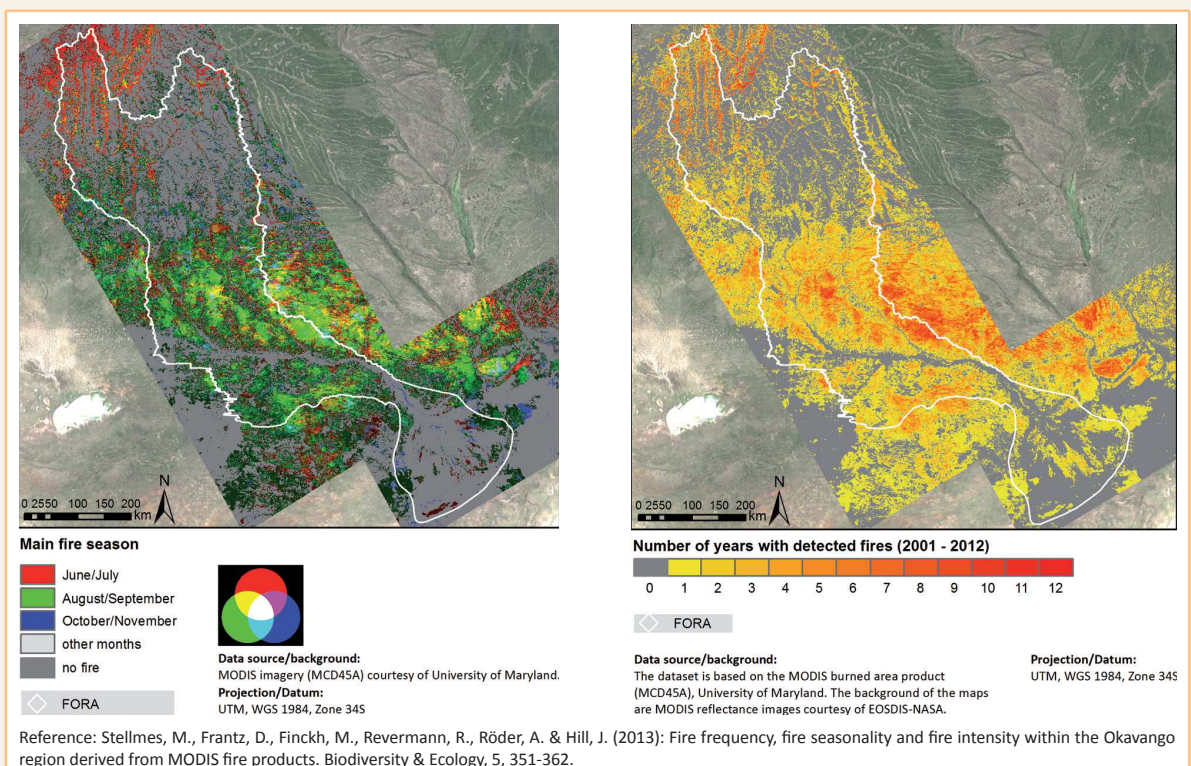 N
0 2550 100 150 200
km
Main fire season
June/July
August/September
October/November
other months
no fire
FORA
Data source/background:
MODIS imagery (MCD45A) courtesy of University of Maryland.
Projection/Datum:
UTM, WGS 1984, Zone 34S
N
0 2550 100 150 200
km
Number of years with detected fires (2001 - 2012)
0 1 2 3 4 5 6 7 8 9 10 11 12
FORA
Data source/background:
The dataset is based on the MODIS burned area product
(MCD45A), University of Maryland. The background of the maps
are MODIS reflectance images courtesy of EOSDIS-NASA.
Projection/Datum:
UTM, WGS 1984, Zone 34S
Reference: Stellmes, M., Frantz, D., Finckh, M., Revermann, R., Röder, A. & Hill, J. (2013): Fire frequency, fire seasonality and fire intensity within the Okavango
region derived from MODIS fire products. Biodiversity & Ecology, 5, 351-362.